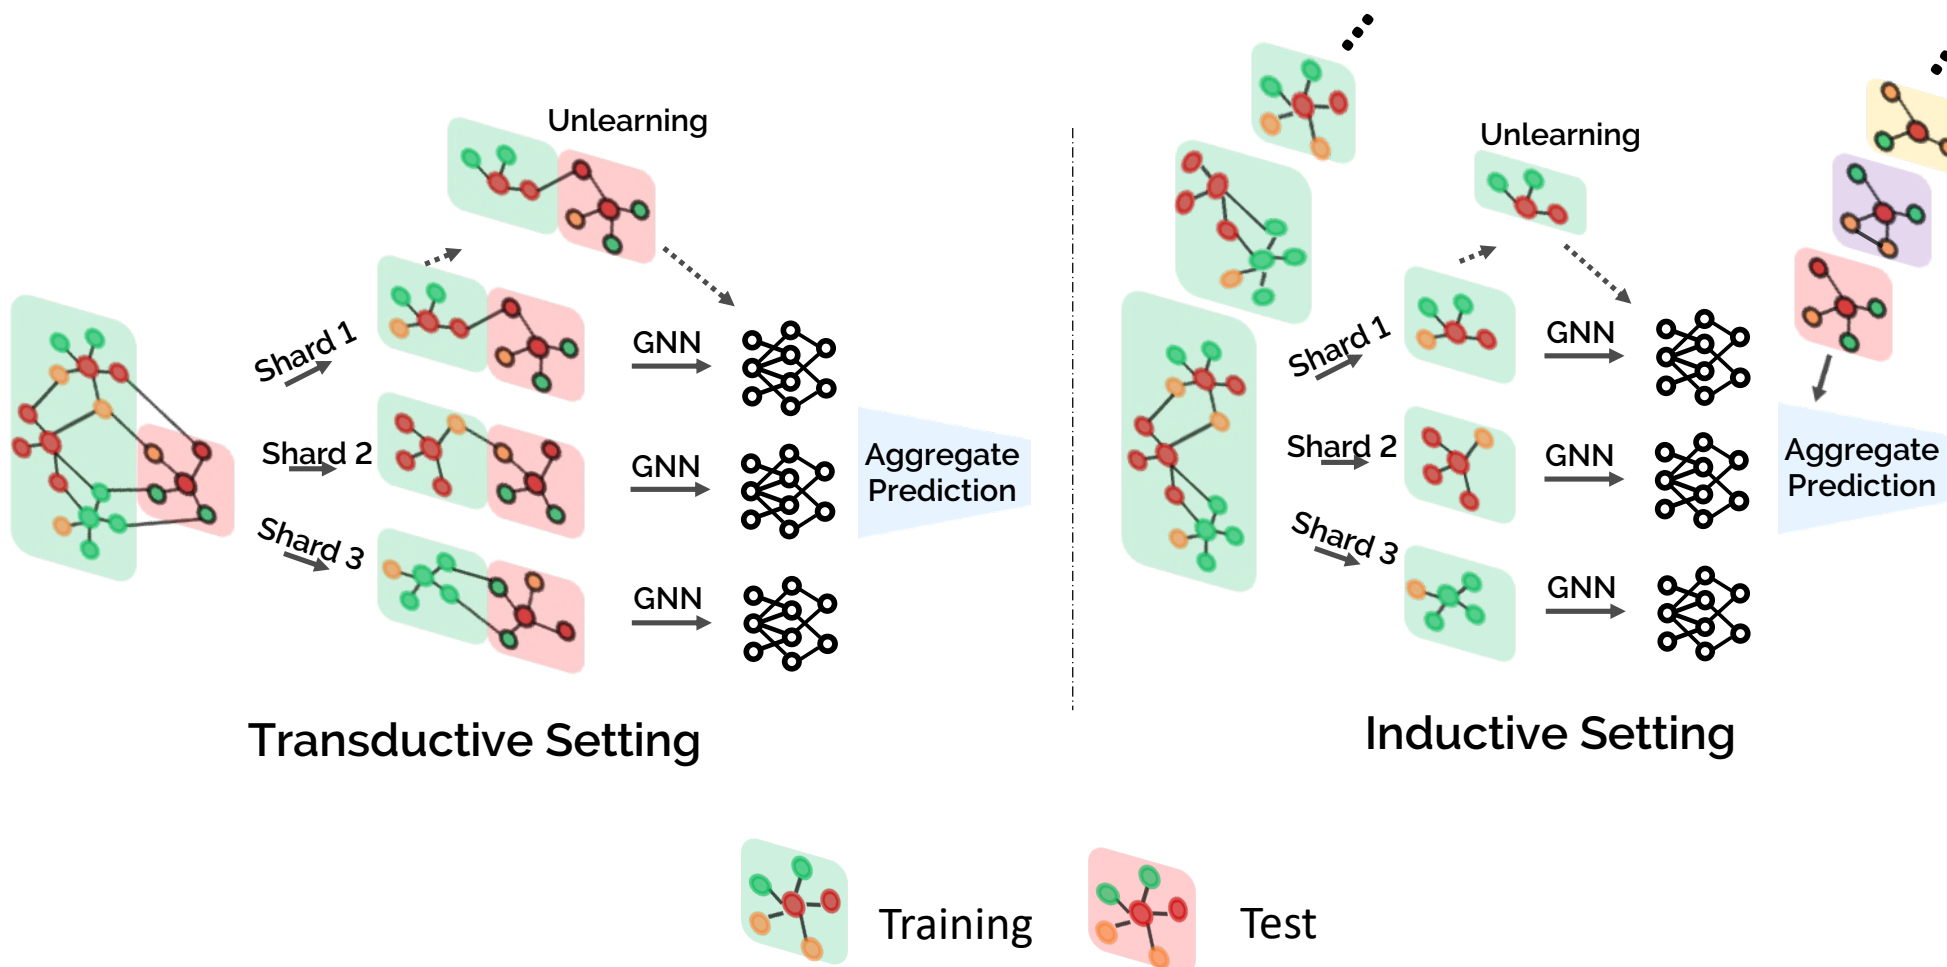 Unlearning
Shard 1
GNN
Shard 2
GNN
Shard 3
GNN
Aggregate
Prediction
Transductive Setting
Unlearning
Shard 1
GNN
Shard 2
GNN
Shard 3
GNN
Aggregate
Prediction
Inductive Setting
Training
Test